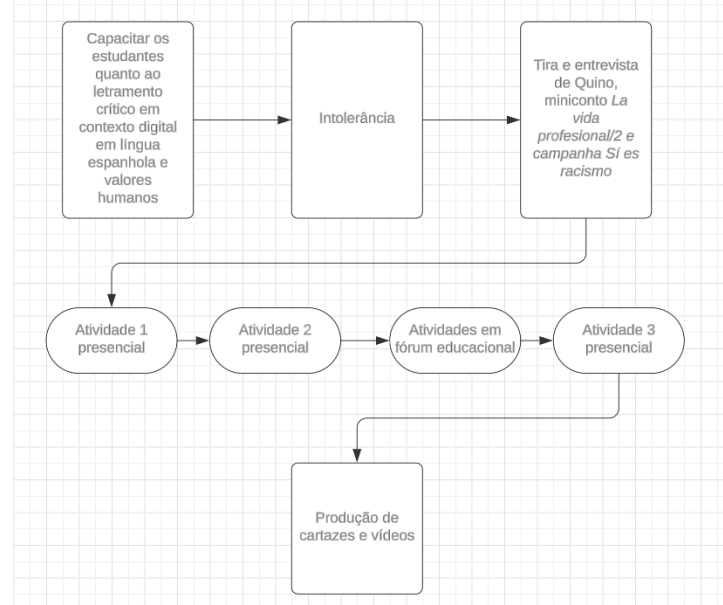 Capacitar os
estudantes
quanto ao
letramento
crítico em
contexto digital
em língua
espanhola e
valores
humanos
Intolerância
Tira e entrevista
de Quino,
miniconto La
vida
profesional/2 e
campanha Sí es
racismo
Atividade 1
presencial
Atividade 2
presencial
Atividades em
fórum educacional
Atividade 3
presencial
Produção de
cartazes e vídeos